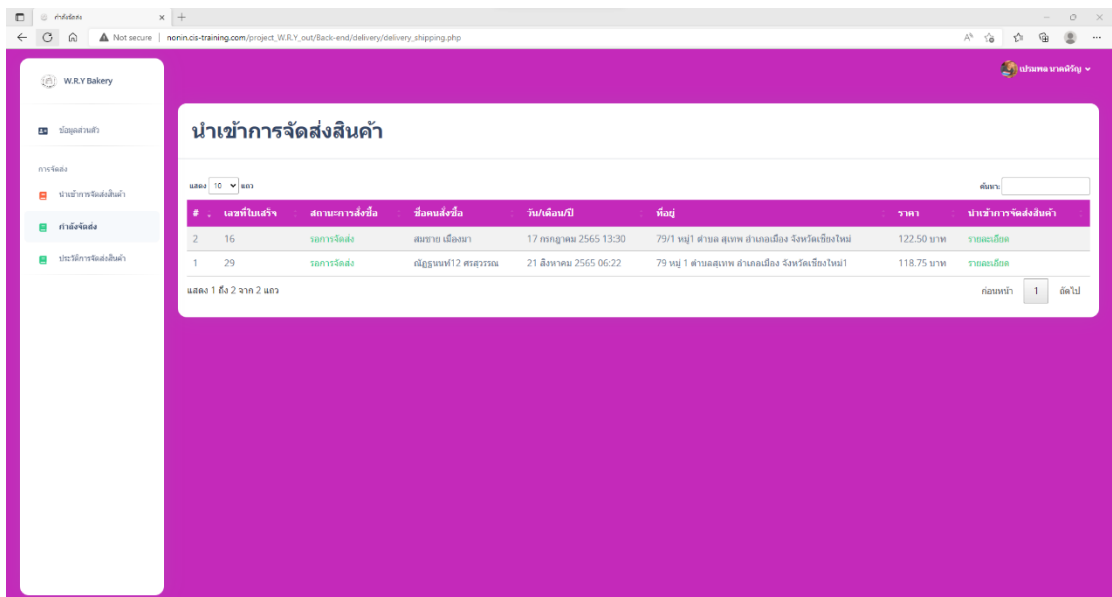 กำลังจัดส่ง
Not secure | nonin.cis-training.com/project_W.R.Y_out/Back-end/delivery/delivery_shipping.php
W.R.Y Bakery
ข้อมูลส่วนตัว
การจัดส่ง
นำเข้าการจัดส่งสินค้า
กำลังจัดส่ง
ประวัติการจัดส่งสินค้า
นำเข้าการจัดส่งสินค้า
แสดง 10 แถว ค้นหา:
# เลขที่ใบเสร็จ สถานะการสั่งซื้อ ชื่อคนสั่งซื้อ วัน/เดือน/ปี ที่อยู่ ราคา นำเข้าการจัดส่งสินค้า
2 16 รอการจัดส่ง สมชาย เมืองมา 17 กรกฎาคม 2565 13:30 79/1 หมู่1 ตำบล สุเทพ อำเภอเมือง จังหวัดเชียงใหม่ 122.50 บาท รายละเอียด
1 29 รอการจัดส่ง ณัฏฐนนท์12 ศรสุวรรณ 21 สิงหาคม 2565 06:22 79 หมู่ 1 ตำบลสุเทพ อำเภอเมือง จังหวัดเชียงใหม่1 118.75 บาท รายละเอียด
แสดง 1 ถึง 2 จาก 2 แถว ก่อนหน้า 1 ถัดไป